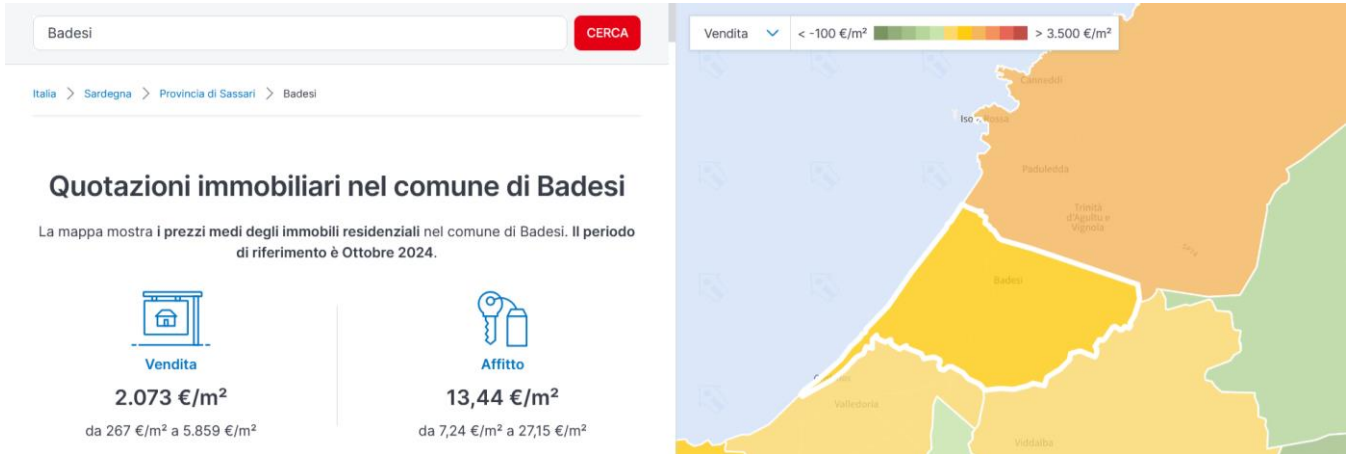 Badesi
CERCA
Italia > Sardegna > Provincia di Sassari > Badesi
Quotazioni immobiliari nel comune di Badesi
La mappa mostra i prezzi medi degli immobili residenziali nel comune di Badesi. Il periodo
di riferimento è Ottobre 2024.
Vendita
2.073 €/m²
da 267 €/m² a 5.859 €/m²
Affitto
13,44 €/m²
da 7,24 €/m² a 27,15 €/m²
Vendita
< -100 €/m²
> 3.500 €/m²
Canneddi
Rossa
Paduledda
Trinità
d'Agultu e
Vignola
Badesi
Valledoria
Viddalba